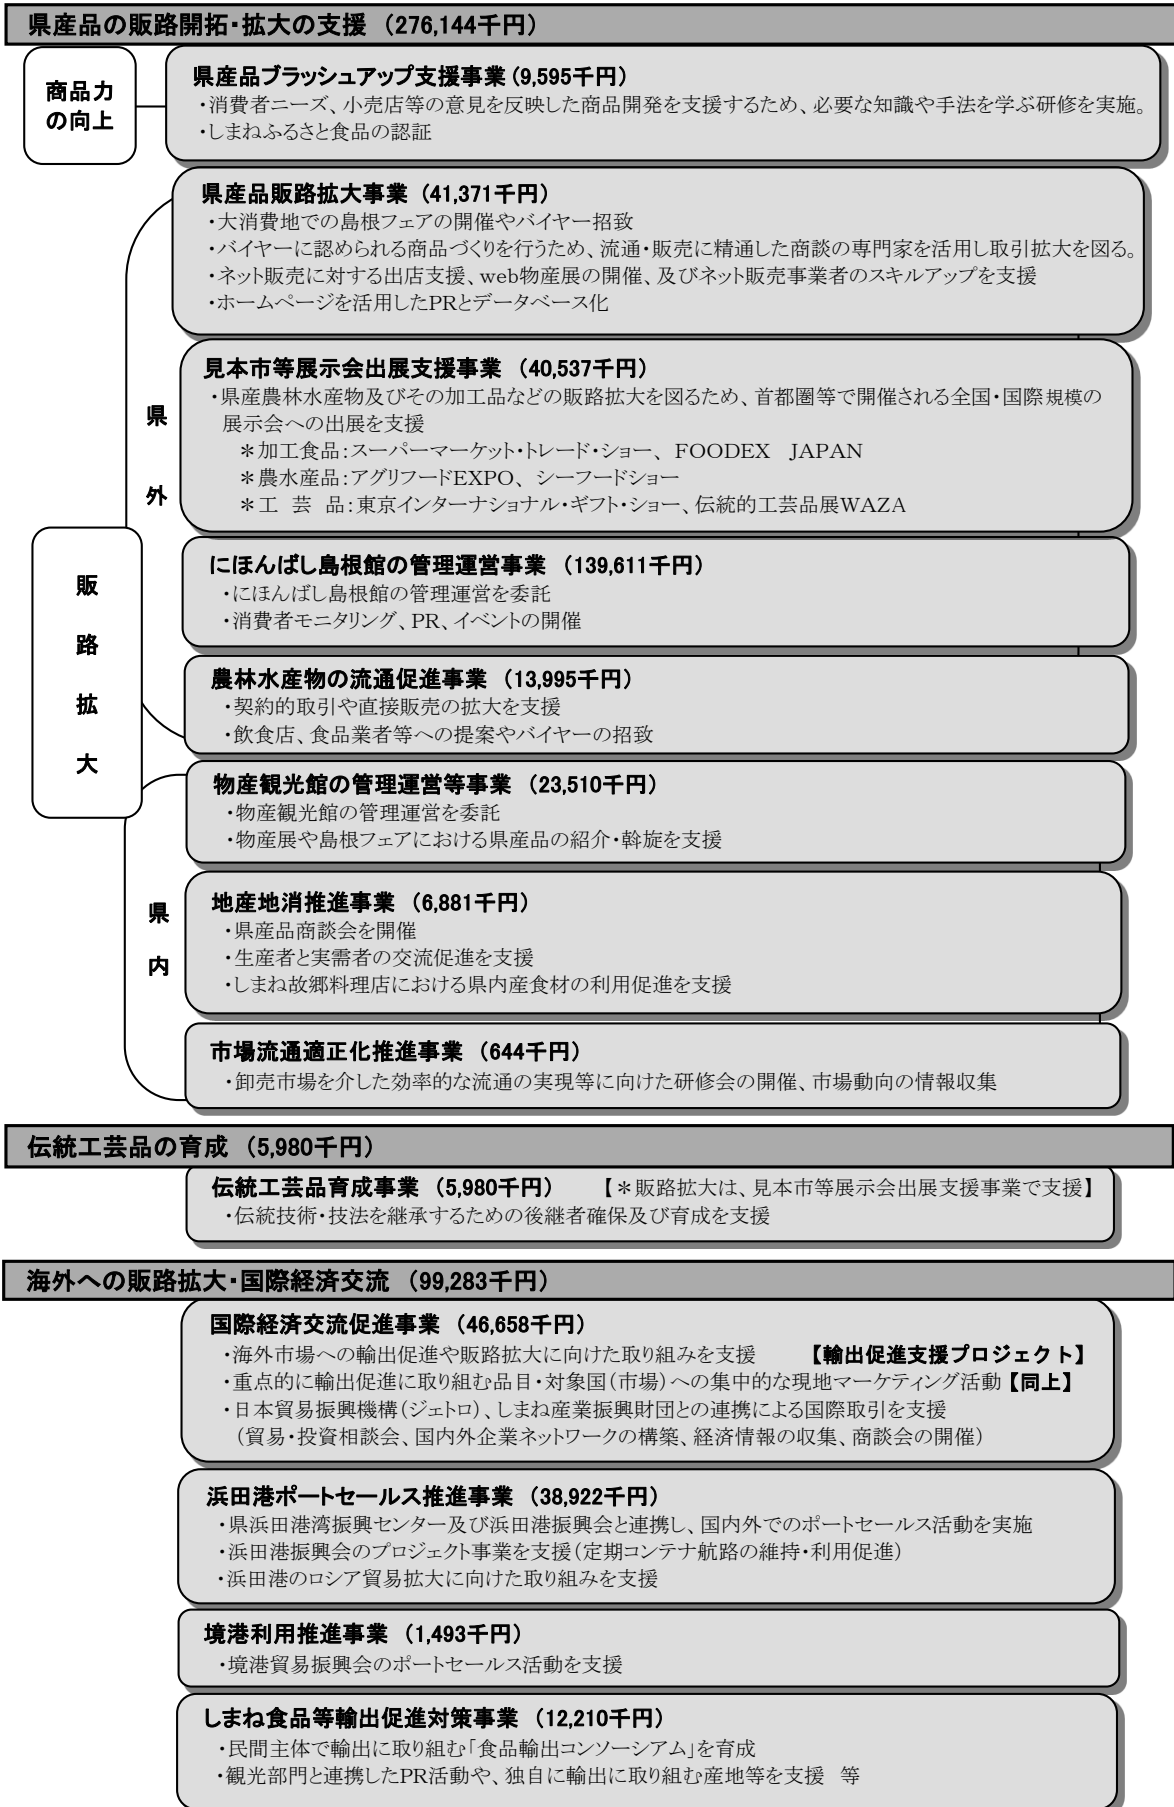 県産品の販路開拓・拡大の支援 （276,144千円）
商品力
の向上
県産品ブラッシュアップ支援事業（9,595千円）
・消費者ニーズ、小売店等の意見を反映した商品開発を支援するため、必要な知識や手法を学ぶ研修を実施。
・しまねふるさと食品の認証
販路拡大
県外
県産品販路拡大事業 （41,371千円）
・大消費地での島根フェアの開催やバイヤー招致
・バイヤーに認められる商品づくりを行うため、流通・販売に精通した商談の専門家を活用し取引拡大を図る。
・ネット販売に対する出店支援、web物産展の開催、及びネット販売事業者のスキルアップを支援
・ホームページを活用したPRとデータベース化
見本市等展示会出展支援事業 （40,537千円）
・県産農林水産物及びその加工品などの販路拡大を図るため、首都圏等で開催される全国・国際規模の
展示会への出展を支援
＊加工食品：スーパーマーケット・トレード・ショー、 FOODEX JAPAN
＊農水産品：アグリフードEXPO、 シーフードショー
＊工 芸 品：東京インターナショナル・ギフト・ショー、伝統的工芸品展WAZA
にほんばし島根館の管理運営事業 （139,611千円）
・にほんばし島根館の管理運営を委託
・消費者モニタリング、PR、イベントの開催
農林水産物の流通促進事業 （13,995千円）
・契約的取引や直接販売の拡大を支援
・飲食店、食品業者等への提案やバイヤーの招致
県内
物産観光館の管理運営等事業 （23,510千円）
・物産観光館の管理運営を委託
・物産展や島根フェアにおける県産品の紹介・斡旋を支援
地産地消推進事業 （6,881千円）
・県産品商談会を開催
・生産者と実需者の交流促進を支援
・しまね故郷料理店における県内産食材の利用促進を支援
市場流通適正化推進事業 （644千円）
・卸売市場を介した効率的な流通の実現等に向けた研修会の開催、市場動向の情報収集
伝統工芸品の育成 （5,980千円）
伝統工芸品育成事業 （5,980千円） 【＊販路拡大は、見本市等展示会出展支援事業で支援】
・伝統技術・技法を継承するための後継者確保及び育成を支援
海外への販路拡大・国際経済交流 （99,283千円）
国際経済交流促進事業 （46,658千円）
・海外市場への輸出促進や販路拡大に向けた取り組みを支援 【輸出促進支援プロジェクト】
・重点的に輸出促進に取り組む品目・対象国（市場）への集中的な現地マーケティング活動【同上】
・日本貿易振興機構（ジェトロ）、しまね産業振興財団との連携による国際取引を支援
（貿易・投資相談会、国内外企業ネットワークの構築、経済情報の収集、商談会の開催）
浜田港ポートセールス推進事業 （38,922千円）
・県浜田港湾振興センター及び浜田港振興会と連携し、国内外でのポートセールス活動を実施
・浜田港振興会のプロジェクト事業を支援（定期コンテナ航路の維持・利用促進）
・浜田港のロシア貿易拡大に向けた取り組みを支援
境港利用推進事業 （1,493千円）
・境港貿易振興会のポートセールス活動を支援
しまね食品等輸出促進対策事業 （12,210千円）
・民間主体で輸出に取り組む「食品輸出コンソーシアム」を育成
・観光部門と連携したPR活動や、独自に輸出に取り組む産地等を支援 等